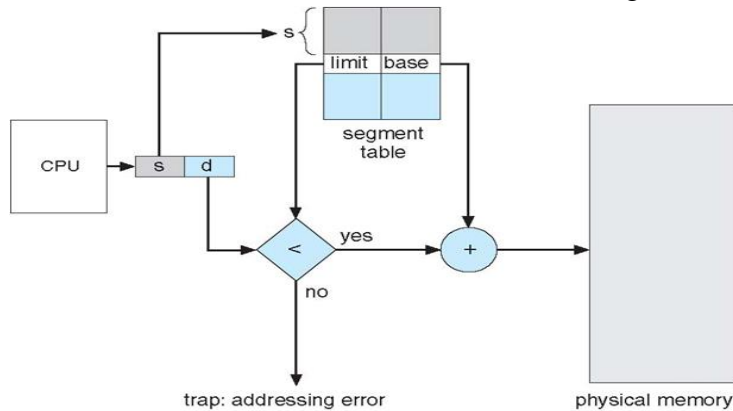 s
limit base
segment
table
CPU
s d
<
yes
+
no
trap: addressing error
physical memory